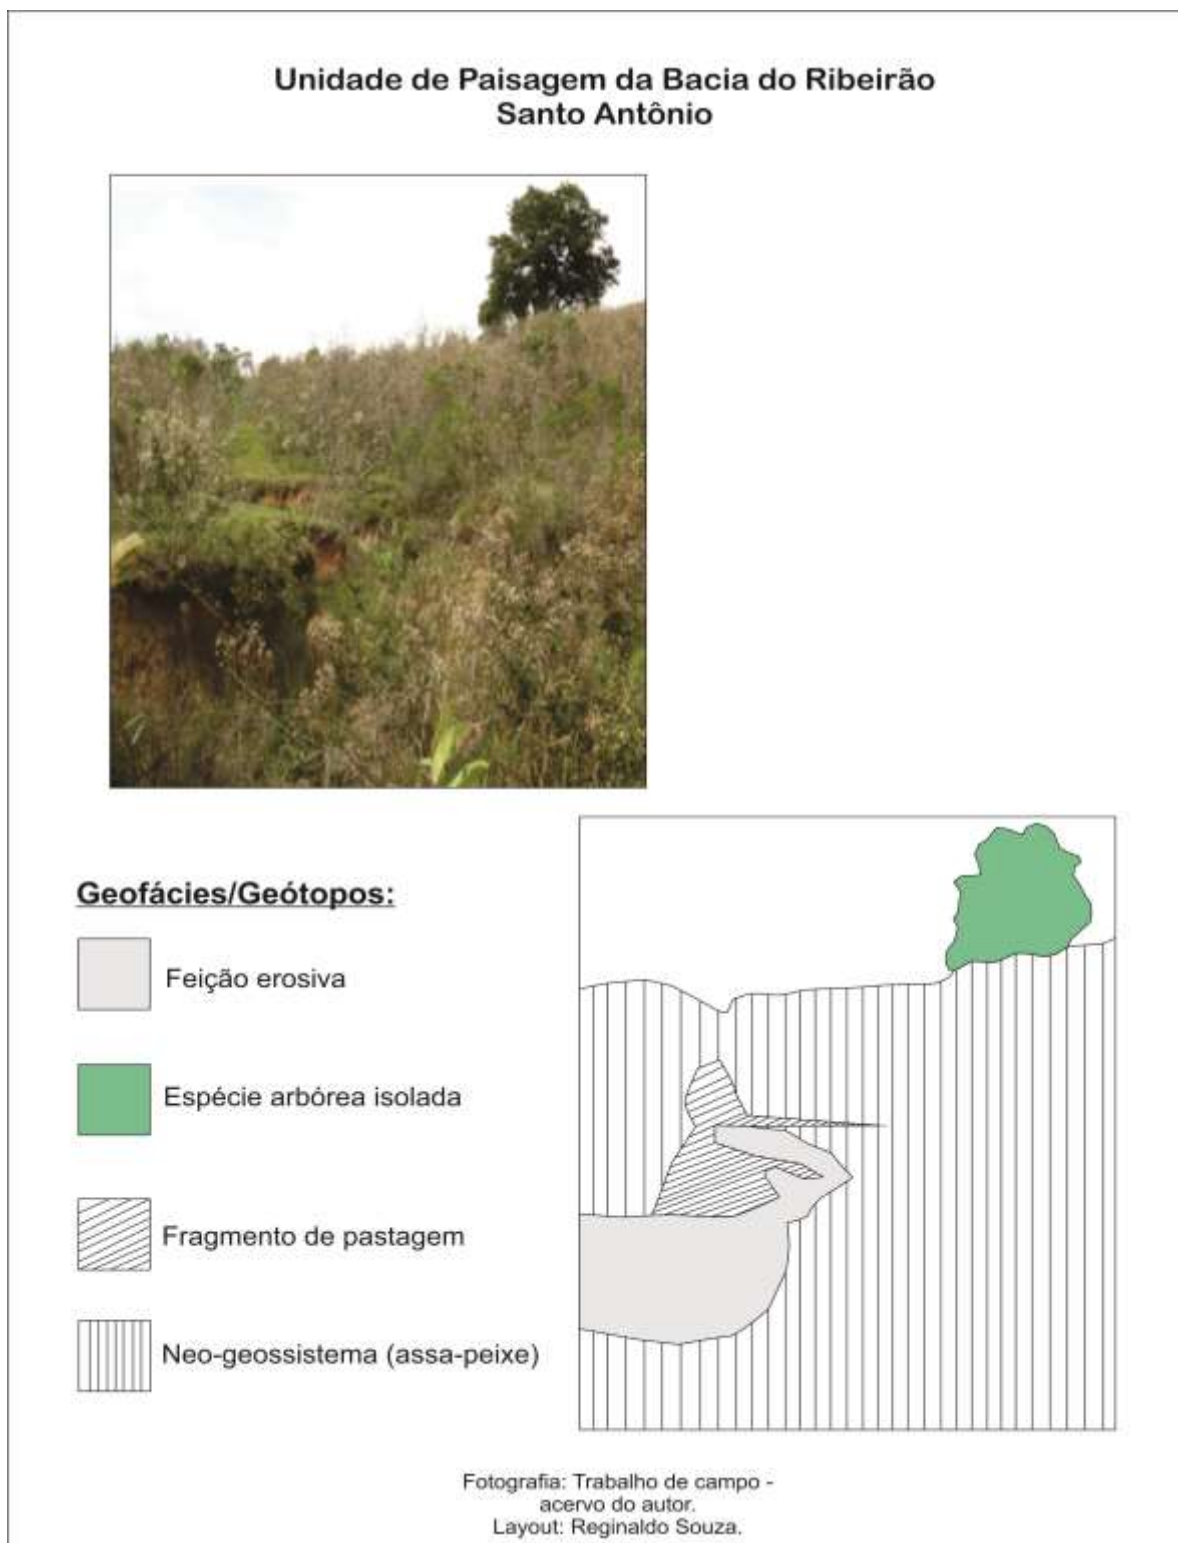 Unidade de Paisagem da Bacia do Ribeirão
Santo Antônio
Geofácies/Geótopos:
Feição erosiva
Espécie arbórea isolada
Fragmento de pastagem
Neo-geossistema (assa-peixe)
Fotografia: Trabalho de campo -
acervo do autor.
Layout: Reginaldo Souza.